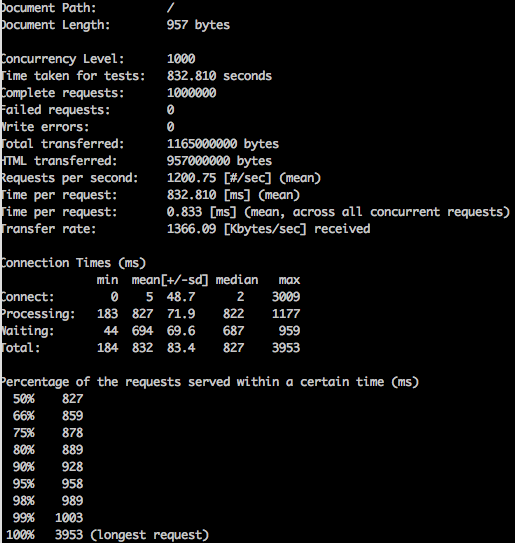 Document Path:          /
Document Length:        957 bytes
Concurrency Level:      1000
Time taken for tests:   832.810 seconds
Complete requests:      1000000
Failed requests:        0
Write errors:           0
Total transferred:      1165000000 bytes
HTML transferred:       957000000 bytes
Requests per second:    1200.75 [#/sec] (mean)
Time per request:       832.810 [ms] (mean)
Time per request:       0.833 [ms] (mean, across all concurrent requests)
Transfer rate:          1366.09 [Kbytes/sec] received
Connection Times (ms)
              min  mean[+/-sd] median   max
Connect:        0    5  48.7      2    3009
Processing:   183  827  71.9    822    1177
Waiting:       44  694  69.6    687     959
Total:        184  832  83.4    827    3953
Percentage of the requests served within a certain time (ms)
  50%    827
  66%    859
  75%    878
  80%    889
  90%    928
  95%    958
  98%    989
  99%   1003
 100%   3953 (longest request)